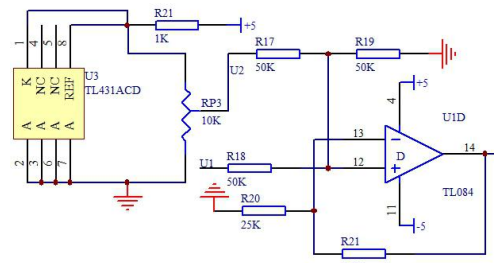 R21
+5
1K
1
4
5
8
K
NC
NC
REF
U3
TL431ACD
A
A
A
A
2
3
6
7
RP3
10K
U2
R17
50K
R19
50K
+5
4
U1D
13
12
D
14
TL084
11
-5
U1
R18
50K
R20
25K
R21